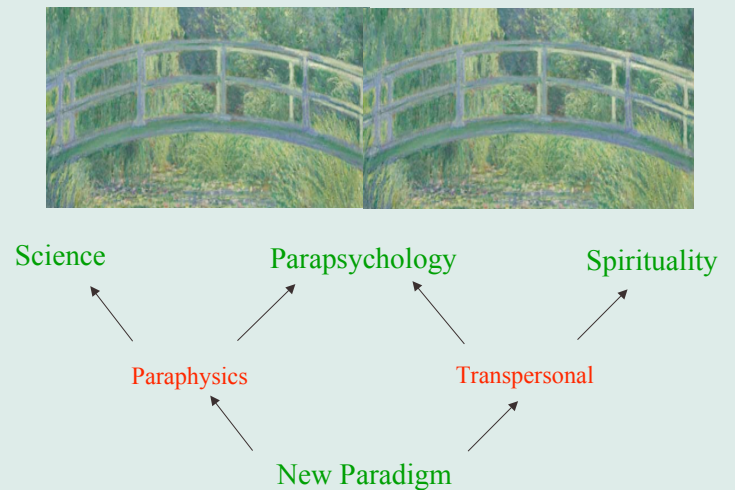 Science
Parapsychology
Spirituality
Paraphysics
Transpersonal
New Paradigm